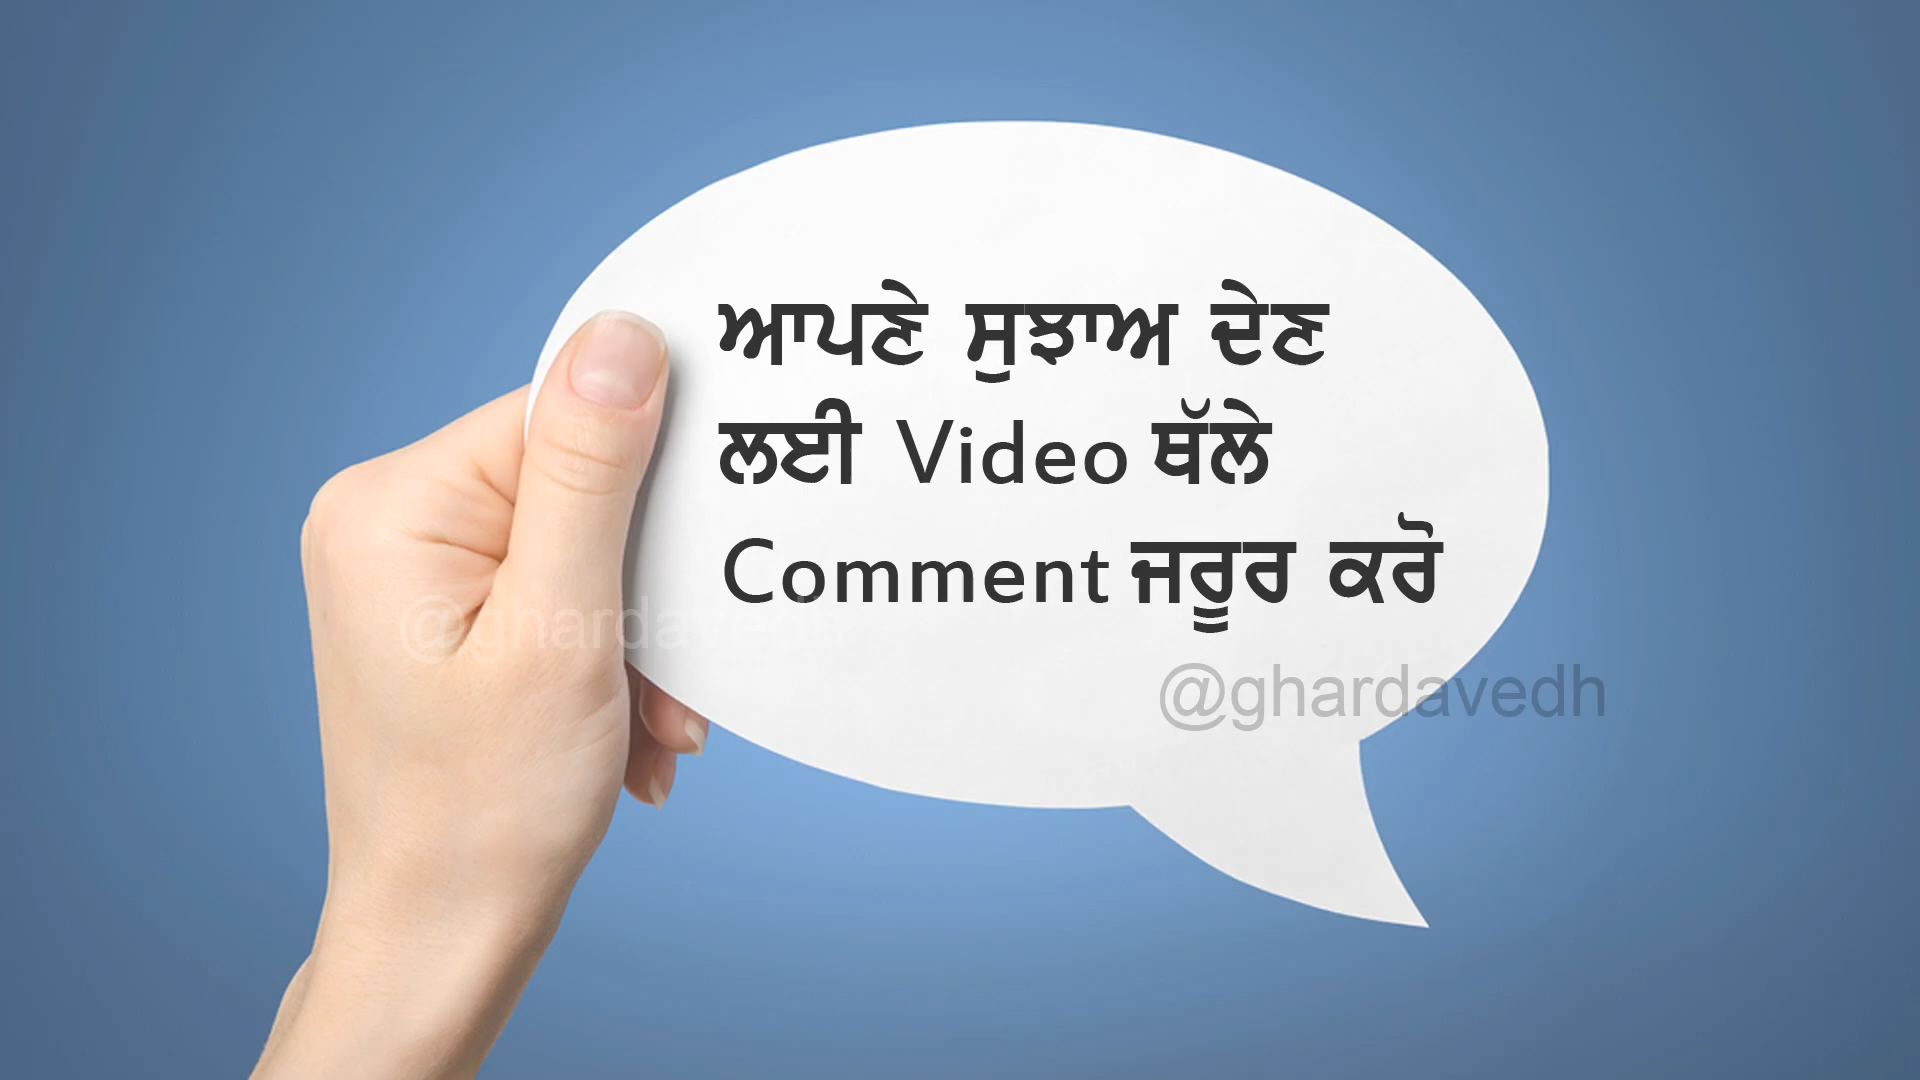 ਆਪਣੇ ਸੁਝਾਅ ਦੇਣ
ਲਈ Video ਥੱਲੇ
Comment ਜਰੂਰ ਕਰੋ
@ghardavedh
@ghardavedh